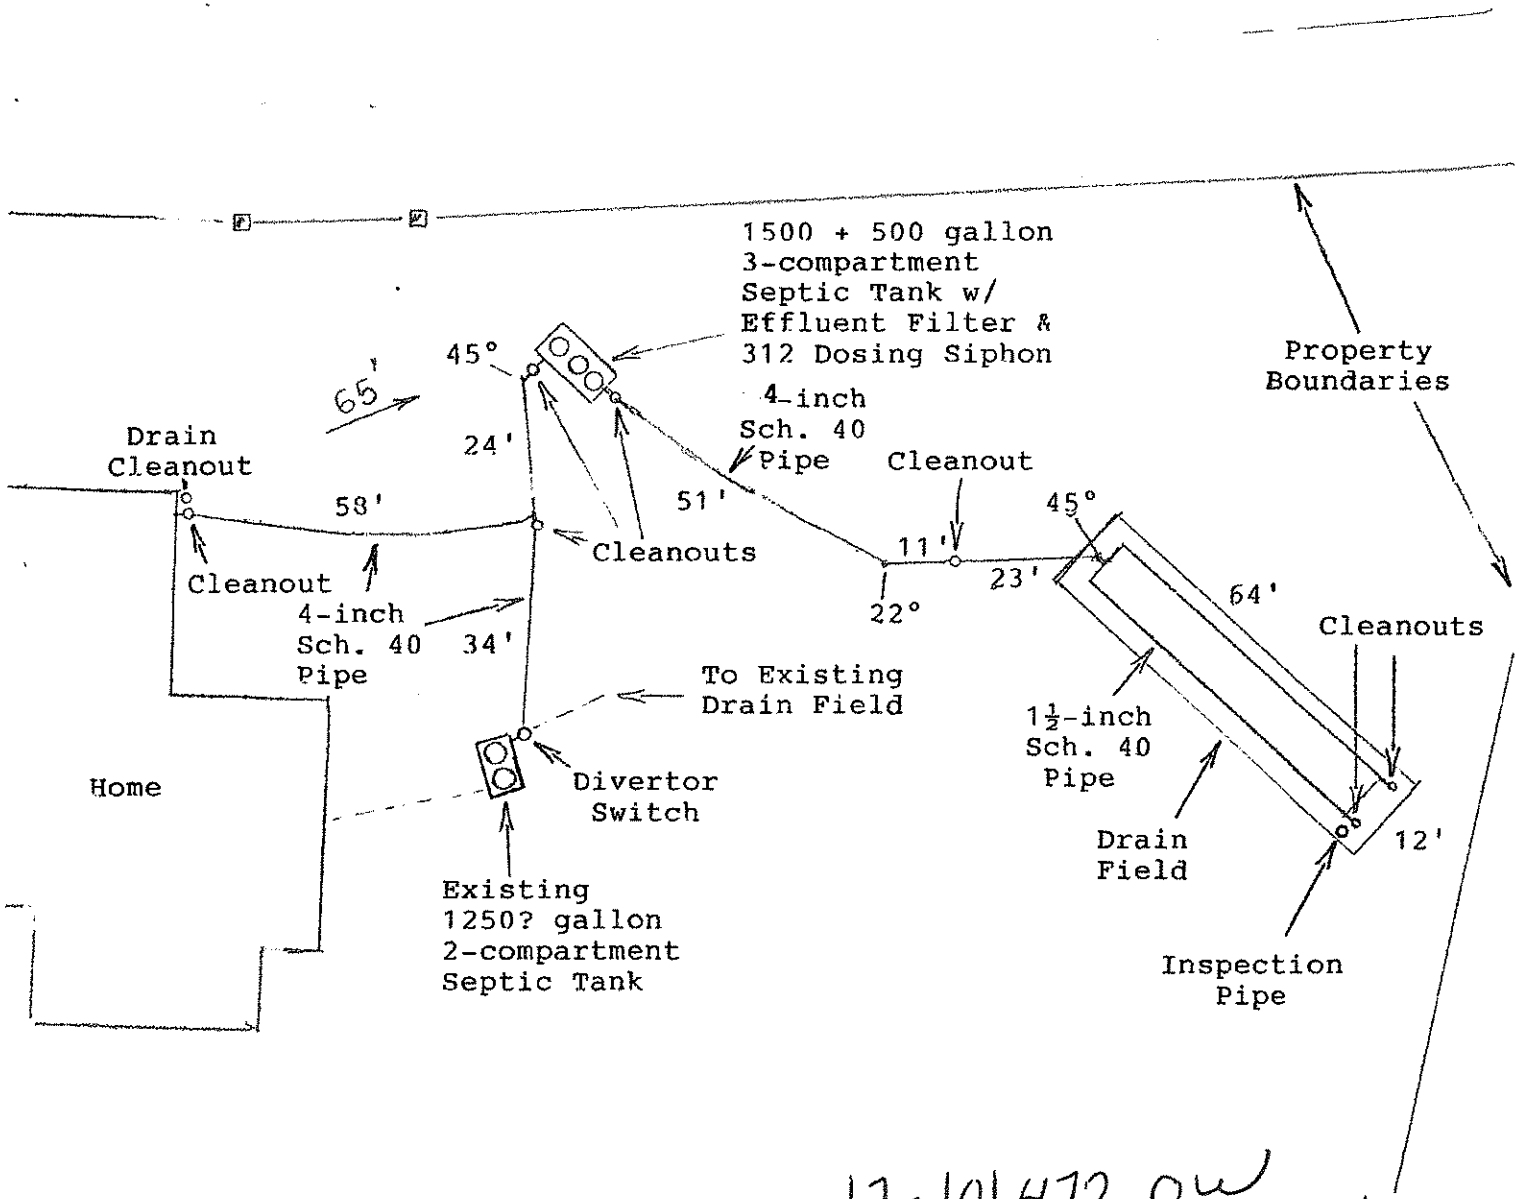 1500 + 500 gallon
3-compartment
Septic Tank w/
Effluent Filter &
312 Dosing Siphon
45°
65'
Property
Boundaries
4-inch
Sch. 40
Pipe
Drain
Cleanout
24'
Cleanout
58'
51'
45°
11'
Cleanouts
23'
Cleanout
64'
22°
4-inch
Sch. 40
Pipe
34'
Cleanouts
To Existing
Drain Field
1½-inch
Sch. 40
Pipe
Home
Divertor
Switch
Drain
Field
12'
Existing
1250? gallon
2-compartment
Septic Tank
Inspection
Pipe